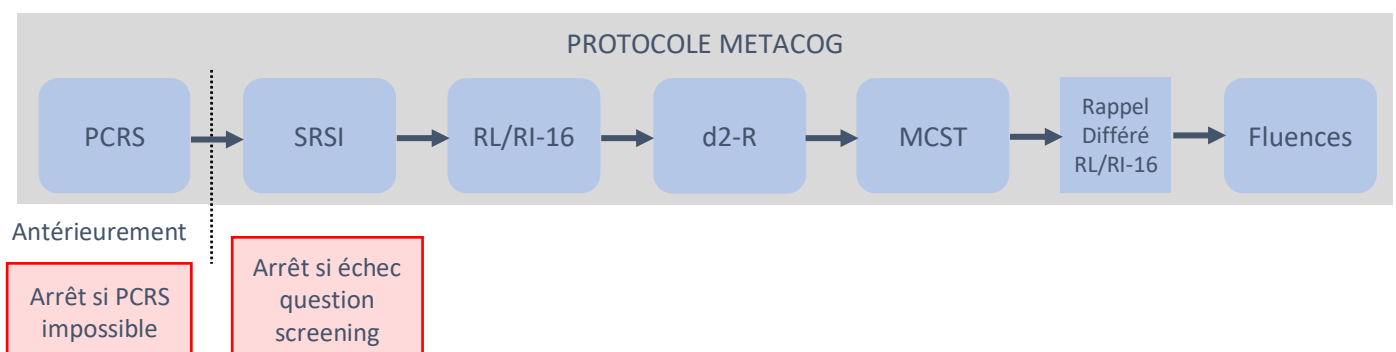 PROTOCOLE METACOG
PCRS
SRSI
RL/RI-16
d2-R
MCST
Rappel
Différé
RL/RI-16
Fluences
Antérieurement
Arrêt si PCRS
impossible
Arrêt si échec
question
screening